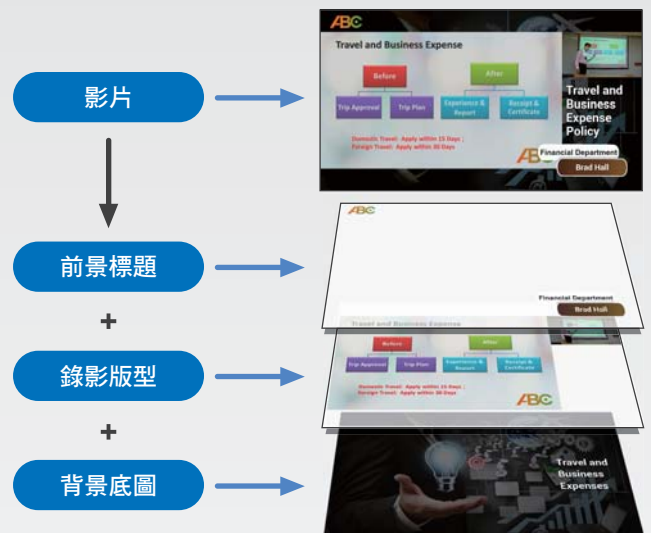 影片
ABC
Travel and Business Expense
Before
After
Trip Approval
Trip Plan
Experience &
Report
Receipt &
Certificate
Domestic Travel: Apply within 15 Days ;
Foreign Travel: Apply within 30 Days
ABC
Travel and
Business
Expense
Policy
Financial Department
Brad Hall
前景標題
ABC
Financial Department
Brad Hall
+
錄影版型
Travel and Business Expense
Before
After
Trip Approval
Trip Plan
Experience &
Report
Receipt &
Certificate
Domestic Travel: Apply within 15 Days ;
Foreign Travel: Apply within 30 Days
ABC
+
背景底圖
Travel and
Business
Expenses